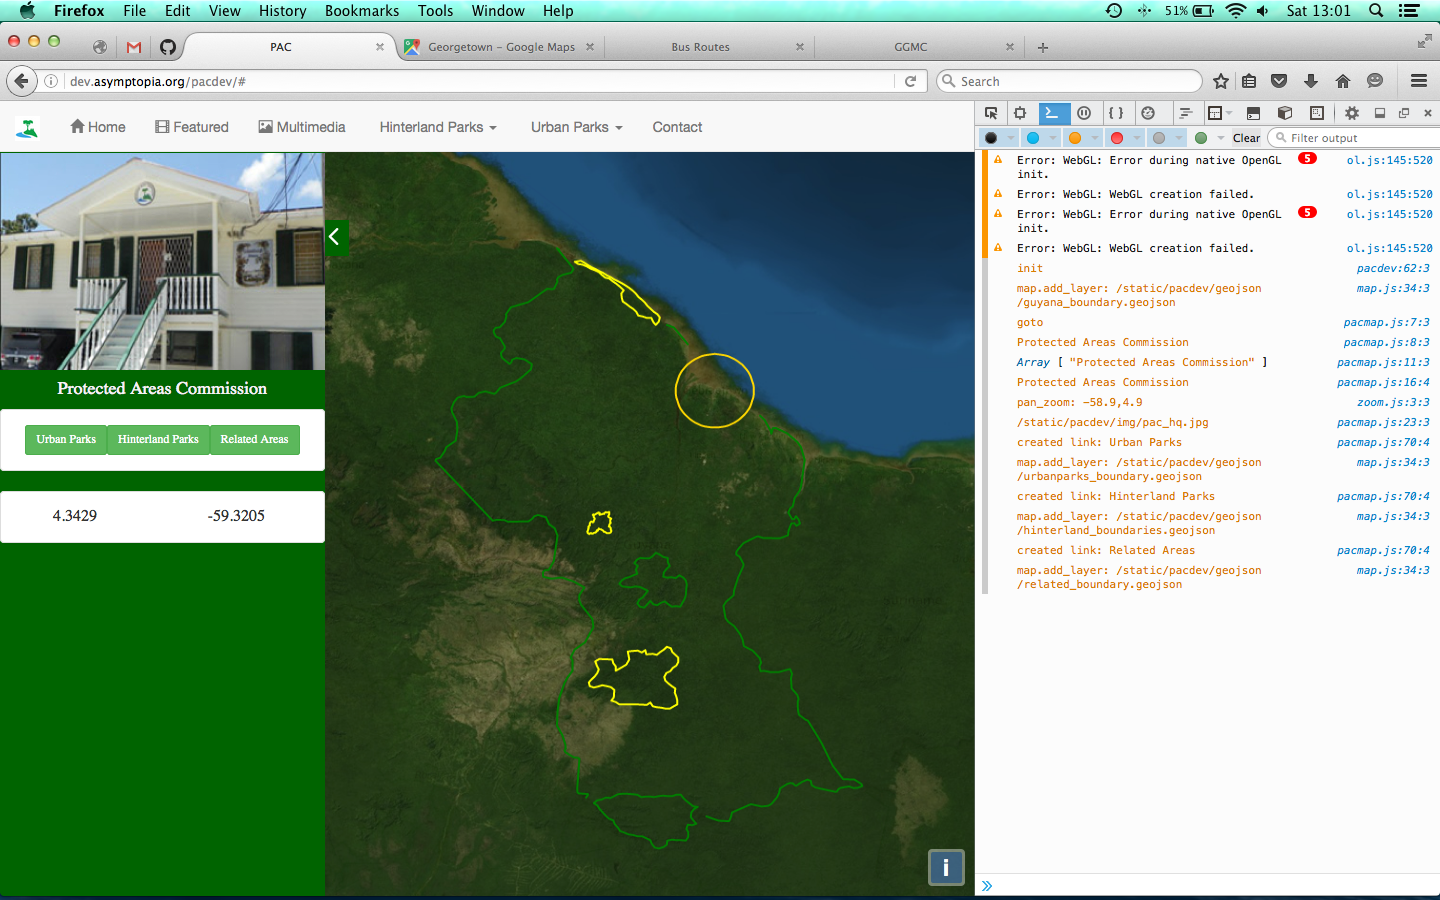 Firefox File Edit View History Bookmarks Tools Window Help 51% Sat 13:01
PAC Georgetown – Google Maps Bus Routes GGMC
dev.asymptopia.org/pacdev/# Search
Home Featured Multimedia Hinterland Parks Urban Parks Contact
Protected Areas Commission
Urban Parks Hinterland Parks Related Areas
4.3429 -59.3205
i
Clear Filter output
Error: WebGL: Error during native OpenGL 5 ol.js:145:520
init.
Error: WebGL: WebGL creation failed. ol.js:145:520
Error: WebGL: Error during native OpenGL 5 ol.js:145:520
init.
Error: WebGL: WebGL creation failed. ol.js:145:520
init pacdev:62:3
map.add_layer: /static/pacdev/geojson map.js:34:3
/guyana_boundary.geojson
goto pacmap.js:7:3
Protected Areas Commission pacmap.js:8:3
Array [ "Protected Areas Commission" ] pacmap.js:11:3
Protected Areas Commission pacmap.js:16:4
pan_zoom: -58.9,4.9 zoom.js:3:3
/static/pacdev/img/pac_hq.jpg pacmap.js:23:3
created link: Urban Parks pacmap.js:70:4
map.add_layer: /static/pacdev/geojson map.js:34:3
/urbanparks_boundary.geojson
created link: Hinterland Parks pacmap.js:70:4
map.add_layer: /static/pacdev/geojson map.js:34:3
/hinterland_boundaries.geojson
created link: Related Areas pacmap.js:70:4
map.add_layer: /static/pacdev/geojson map.js:34:3
/related_boundary.geojson